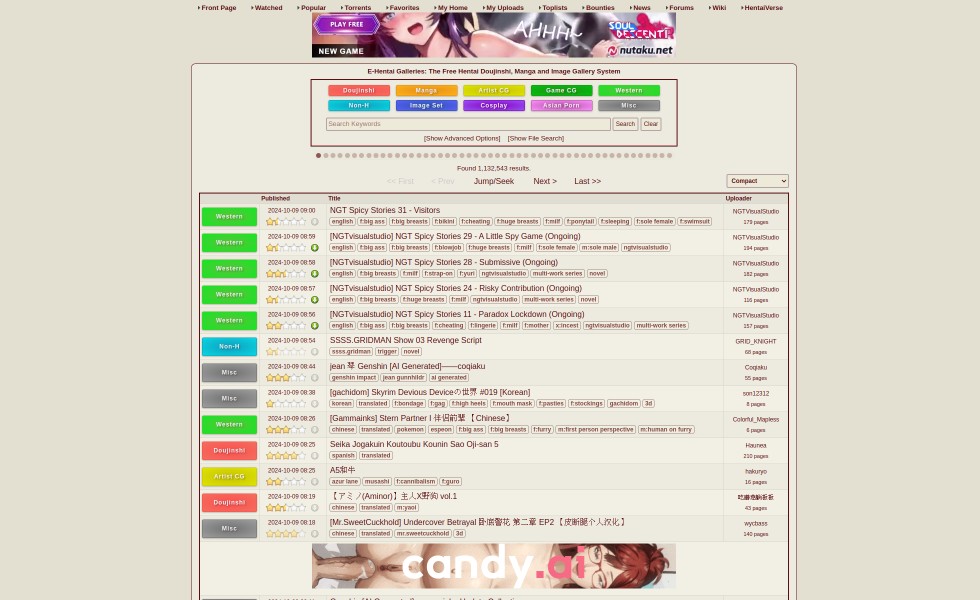 Front Page Watched Popular Torrents Favorites My Home My Uploads Toplists Bounties News Forums Wiki HentaiVerse
PLAY FREE
NEW GAME
AHHH~
SOUL DESCENT!
nutaku.net
E-Hentai Galleries: The Free Hentai Doujinshi, Manga and Image Gallery System
Doujinshi Manga Artist CG Game CG Western
Non-H Image Set Cosplay Asian Porn Misc
Search Keywords Search Clear
[Show Advanced Options] [Show File Search]
Found 1,132,543 results.
<< First < Prev Jump/Seek Next > Last >> Compact
Published Title Uploader
Western 2024-10-09 09:00 NGT Spicy Stories 31 - Visitors NGTVisualStudio
english f:big ass f:big breasts f:bikini f:cheating f:huge breasts f:milf f:ponytail f:sleeping f:sole female f:swimsuit 179 pages
Western 2024-10-09 08:59 [NGTvisualstudio] NGT Spicy Stories 29 - A Little Spy Game (Ongoing) NGTVisualStudio
english f:big ass f:big breasts f:blowjob f:huge breasts f:milf f:sole female m:sole male ngtvisualstudio 194 pages
Western 2024-10-09 08:58 [NGTvisualstudio] NGT Spicy Stories 28 - Submissive (Ongoing) NGTVisualStudio
english f:big breasts f:milf f:strap-on f:yuri ngtvisualstudio multi-work series novel 182 pages
Western 2024-10-09 08:57 [NGTvisualstudio] NGT Spicy Stories 24 - Risky Contribution (Ongoing) NGTVisualStudio
english f:big breasts f:huge breasts f:milf ngtvisualstudio multi-work series novel 116 pages
Western 2024-10-09 08:56 [NGTvisualstudio] NGT Spicy Stories 11 - Paradox Lockdown (Ongoing) NGTVisualStudio
english f:big ass f:big breasts f:cheating f:lingerie f:milf f:mother x:incest ngtvisualstudio multi-work series 157 pages
Non-H 2024-10-09 08:54 SSSS.GRIDMAN Show 03 Revenge Script GRID_KNIGHT
ssss.gridman trigger novel 68 pages
Misc 2024-10-09 08:44 jean 琴 Genshin [AI Generated]——coqiaku Coqiaku
genshin impact jean gunnhildr ai generated 55 pages
Misc 2024-10-09 08:38 [gachidom] Skyrim Devious Deviceの世界 #019 [Korean] son12312
korean translated f:bondage f:gag f:high heels f:mouth mask f:pasties f:stockings gachidom 3d 8 pages
Western 2024-10-09 08:26 [Gammainks] Stern Partner I 伴侣前辈 【Chinese】 Colorful_Mapless
chinese translated pokemon espeon f:big ass f:big breasts f:furry m:first person perspective m:human on furry 6 pages
Doujinshi 2024-10-09 08:25 Seika Jogakuin Koutoubu Kounin Sao Oji-san 5 Haunea
spanish translated 210 pages
Artist CG 2024-10-09 08:25 A5和牛 hakuryo
azur lane musashi f:cannibalism f:guro 16 pages
Doujinshi 2024-10-09 08:19 【アミノ(Aminor)】主人X野狗 vol.1
chinese translated m:yaoi 43 pages
Misc 2024-10-09 08:18 [Mr.SweetCuckhold] Undercover Betrayal 卧底警花 第二章 EP2 【皮断腿个人汉化】 wycbass
chinese translated mr.sweetcuckhold 3d 140 pages
candy.ai